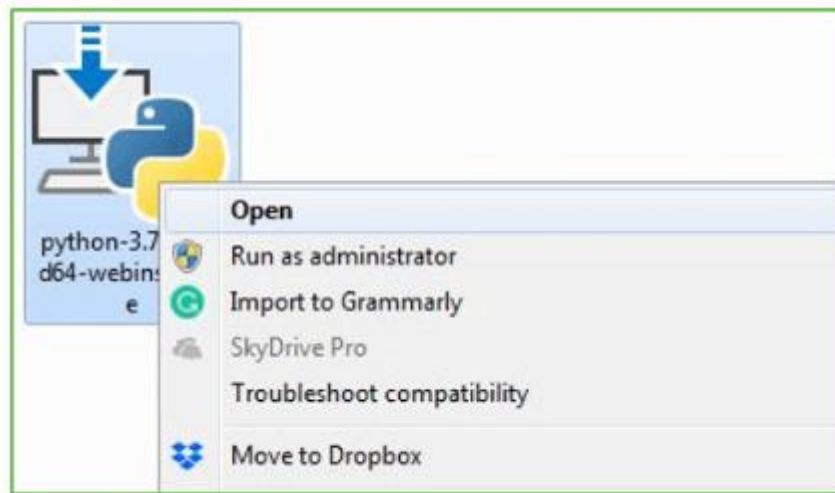 python-3.7
d64-webins
e
Open
Run as administrator
Import to Grammarly
SkyDrive Pro
Troubleshoot compatibility
Move to Dropbox